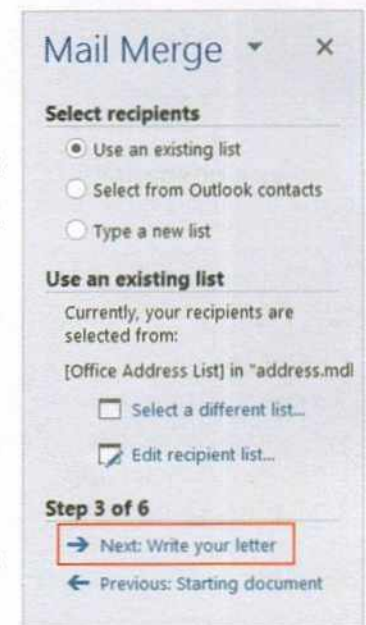 Mail Merge
Select recipients
Use an existing list
Select from Outlook contacts
Type a new list
Use an existing list
Currently, your recipients are
selected from:
[Office Address List] in "address.mdl
Select a different list...
Edit recipient list...
Step 3 of 6
Next: Write your letter
Previous: Starting document